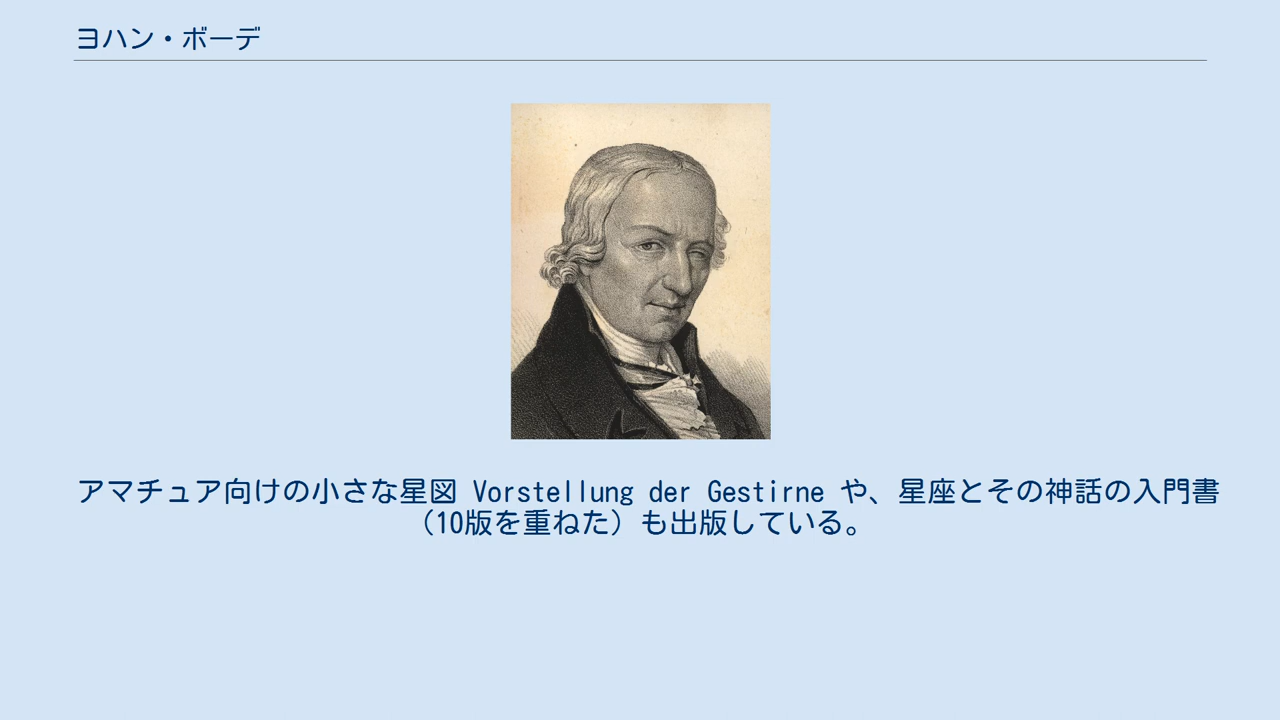 ヨハン・ボーデ
アマチュア向けの小さな星図 Vorstellung der Gestirne や、星座とその神話の入門書
（10版を重ねた）も出版している。